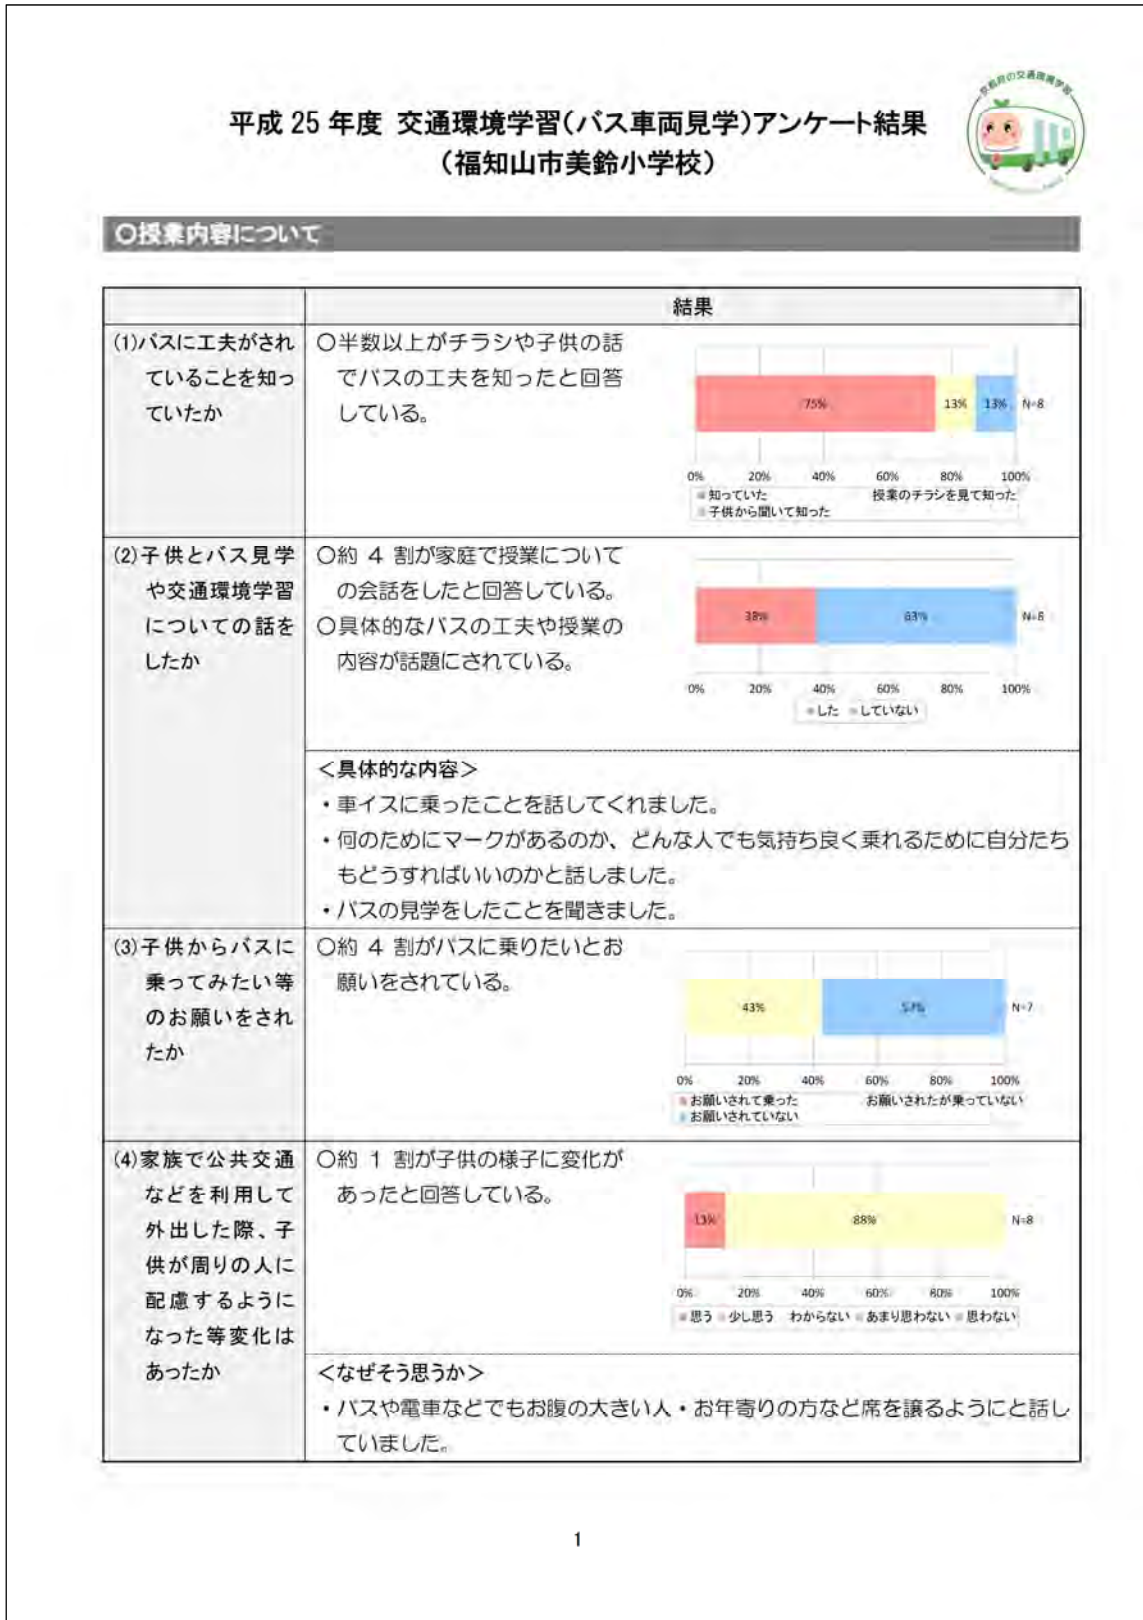 京都府の交通環境学習
平成 25 年度 交通環境学習（バス車両見学）アンケート結果
（福知山市美鈴小学校）
〇授業内容について
結果
(1)バスに工夫がされ
ていることを知っ
ていたか
〇半数以上がチラシや子供の話
でバスの工夫を知ったと回答
している。
75% 13% 13% N=8
0% 20% 40% 60% 80% 100%
知っていた 授業のチラシを見て知った
子供から聞いて知った
(2)子供とバス見学
や交通環境学習
についての話を
したか
〇約 4 割が家庭で授業について
の会話をしたと回答している。
〇具体的なバスの工夫や授業の
内容が話題にされている。
38% 63% N=8
0% 20% 40% 60% 80% 100%
した していない
＜具体的な内容＞
・車イスに乗ったことを話してくれました。
・何のためにマークがあるのか、どんな人でも気持ち良く乗れるために自分たち
もどうすればいいのかと話しました。
・バスの見学をしたことを聞きました。
(3)子供からバスに
乗ってみたい等
のお願いをされ
たか
〇約 4 割がバスに乗りたいとお
願いをされている。
43% 57% N=7
0% 20% 40% 60% 80% 100%
お願いされて乗った お願いされたが乗っていない
お願いされていない
(4)家族で公共交通
などを利用して
外出した際、子
供が周りの人に
配慮するように
なった等変化は
あったか
〇約 1 割が子供の様子に変化が
あったと回答している。
13% 88% N=8
0% 20% 40% 60% 80% 100%
思う 少し思う わからない あまり思わない 思わない
＜なぜそう思うか＞
・バスや電車などでもお腹の大きい人・お年寄りの方など席を譲るようにと話し
ていました。
1